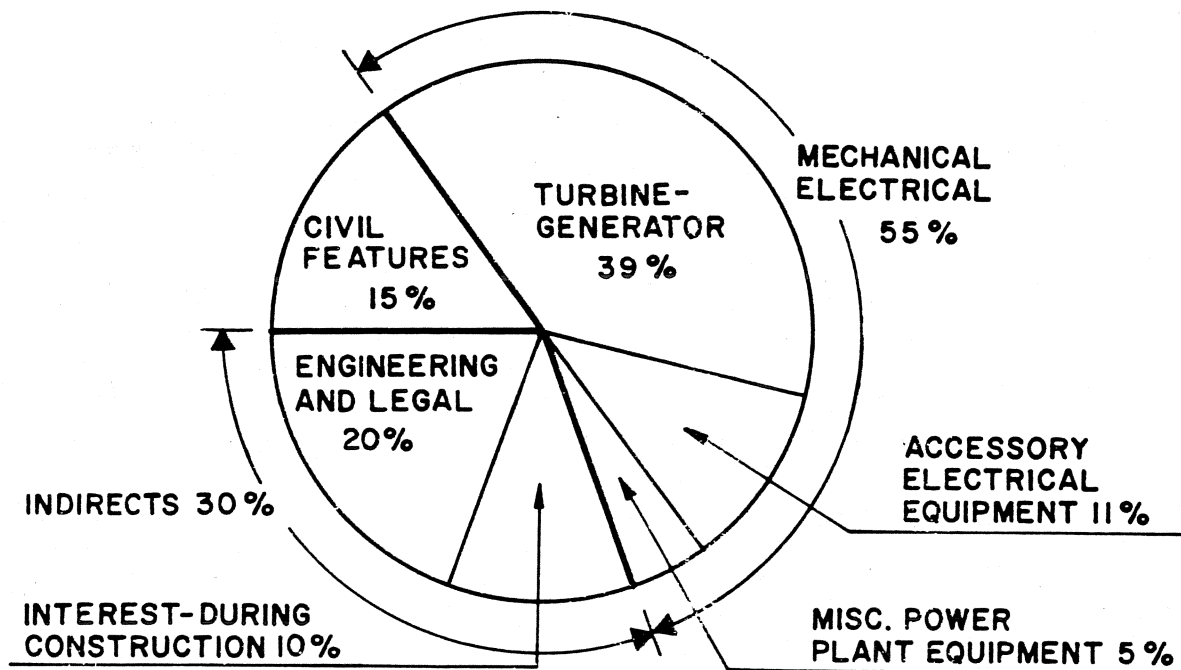 MECHANICAL
ELECTRICAL
55%
TURBINE-
GENERATOR
39%
CIVIL
FEATURES
15%
ENGINEERING
AND LEGAL
20%
INDIRECTS 30%
ACCESSORY
ELECTRICAL
EQUIPMENT 11%
INTEREST-DURING
CONSTRUCTION 10%
MISC. POWER
PLANT EQUIPMENT 5%